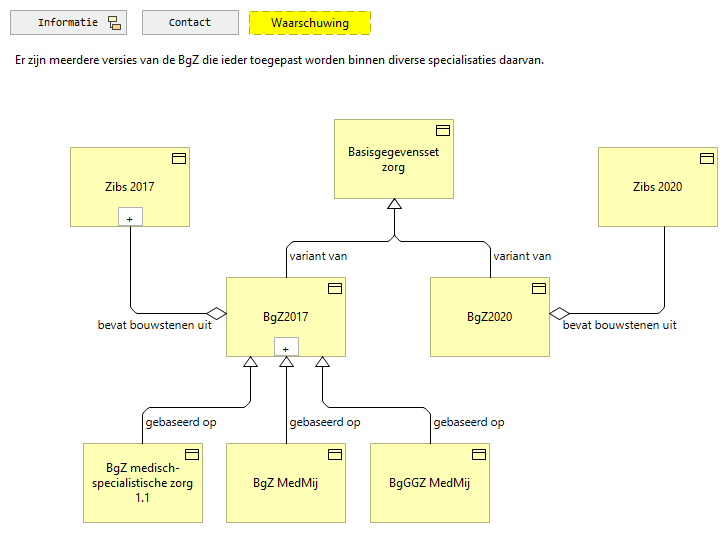 Informatie
Contact
Waarschuwing
Er zijn meerdere versies van de BgZ die ieder toegepast worden binnen diverse specialisaties daarvan.
Basisgegevensset
zorg
Zibs 2017
+
Zibs 2020
variant van
variant van
BgZ2017
+
BgZ2020
bevat bouwstenen uit
bevat bouwstenen uit
gebaseerd op
gebaseerd op
gebaseerd op
BgZ medisch-
specialistische zorg
1.1
BgZ MedMij
BgGGZ MedMij